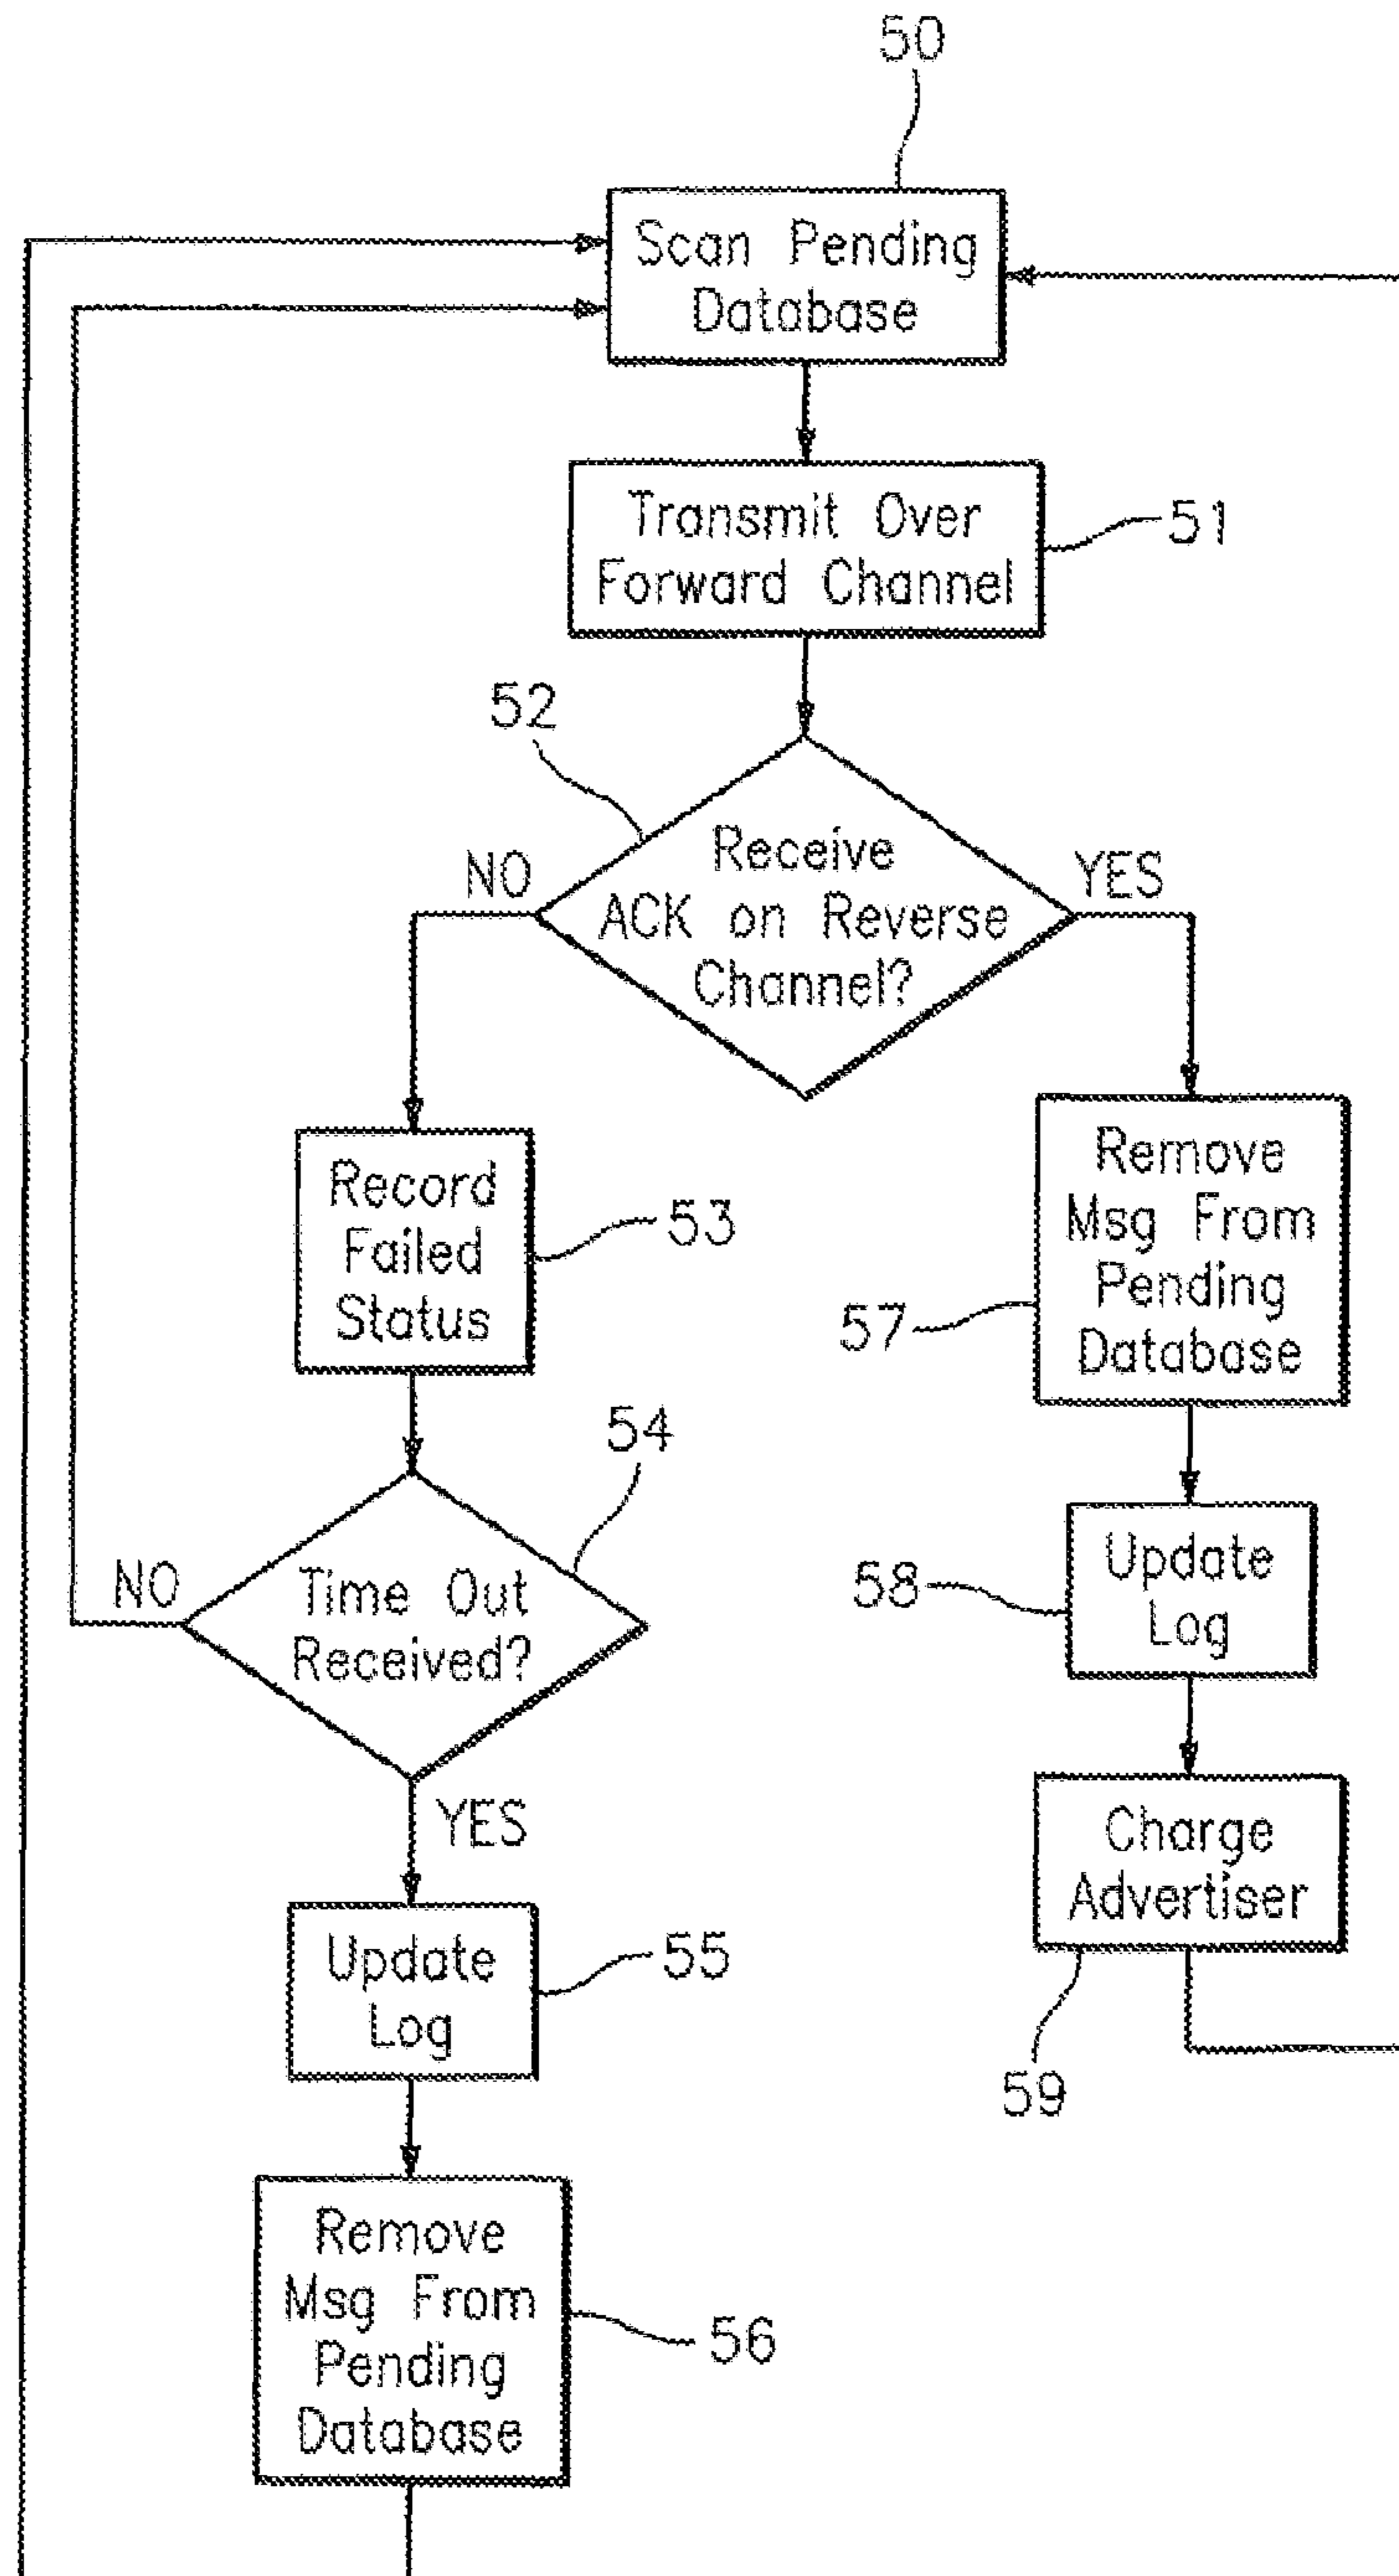 50
Scan Pending
Database
Transmit Over
Forward Channel
51
52
NO
Receive
ACK on Reverse
Channel?
YES
Record
Failed
Status
53
Remove
Msg From
Pending
Database
57
54
NO
Time Out
Received?
YES
Update
Log
58
Charge
Advertiser
59
Update
Log
55
Remove
Msg From
Pending
Database
56